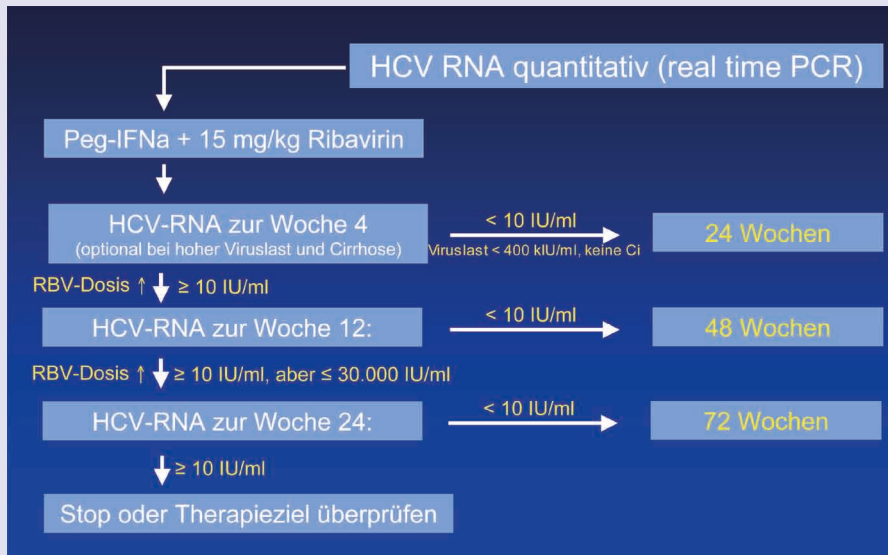 HCV RNA quantitativ (real time PCR)
Peg-IFNa + 15 mg/kg Ribavirin
HCV-RNA zur Woche 4
(optional bei hoher Viruslast und Cirrhose)
< 10 IU/ml
Viruslast < 400 kIU/ml, keine Ci
24 Wochen
RBV-Dosis ↑ ≥ 10 IU/ml
HCV-RNA zur Woche 12:
< 10 IU/ml
48 Wochen
RBV-Dosis ↑ ≥ 10 IU/ml, aber ≤ 30.000 IU/ml
HCV-RNA zur Woche 24:
< 10 IU/ml
72 Wochen
≥ 10 IU/ml
Stop oder Therapieziel überprüfen